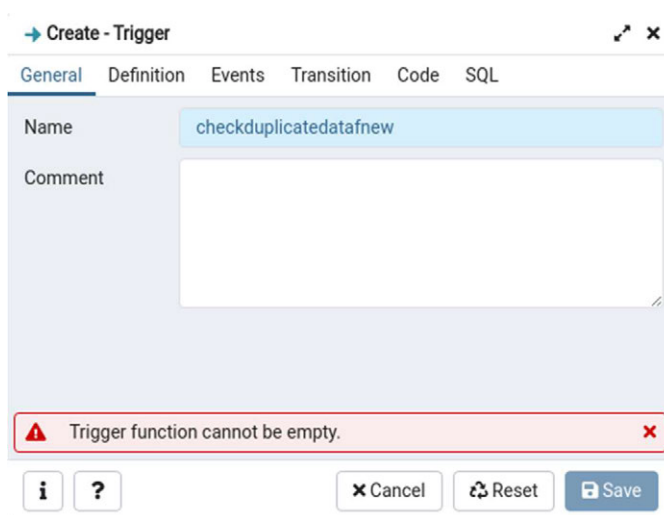 Create - Trigger
General Definition Events Transition Code SQL
Name checkduplicatedatafnew
Comment
Trigger function cannot be empty.
i ? Cancel Reset Save